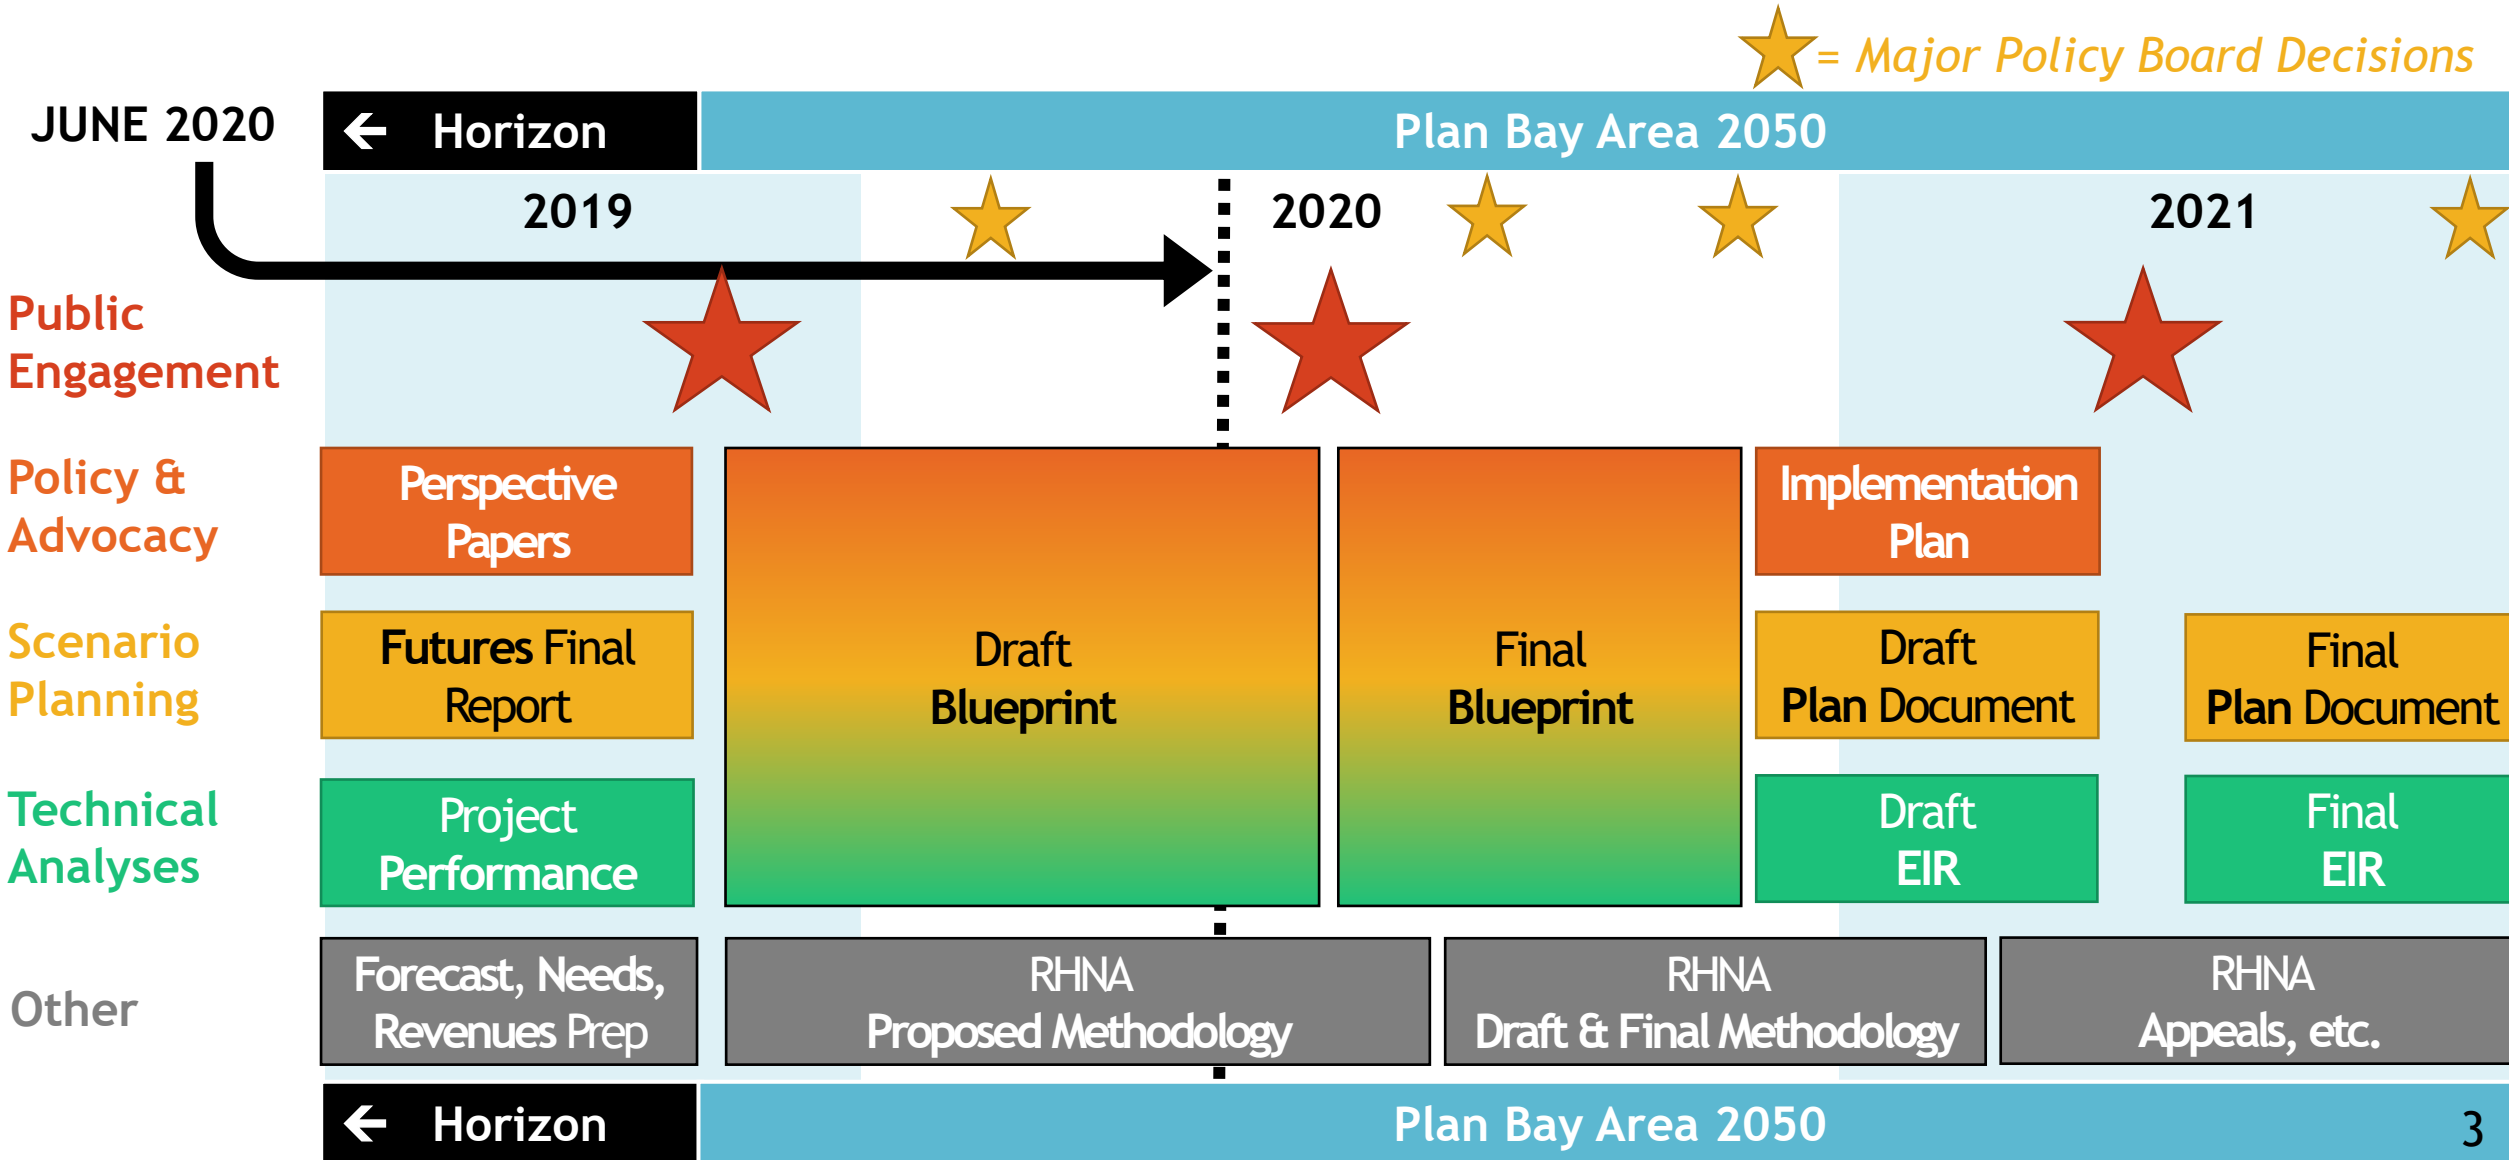 = Major Policy Board Decisions
JUNE 2020
Horizon
Plan Bay Area 2050
2019
2020
2021
Public
Engagement
Policy &
Advocacy
Perspective
Papers
Implementation
Plan
Scenario
Planning
Futures Final
Report
Draft
Blueprint
Final
Blueprint
Draft
Plan Document
Final
Plan Document
Technical
Analyses
Project
Performance
Draft
EIR
Final
EIR
Other
Forecast, Needs,
Revenues Prep
RHNA
Proposed Methodology
RHNA
Draft & Final Methodology
RHNA
Appeals, etc.
Horizon
Plan Bay Area 2050
3